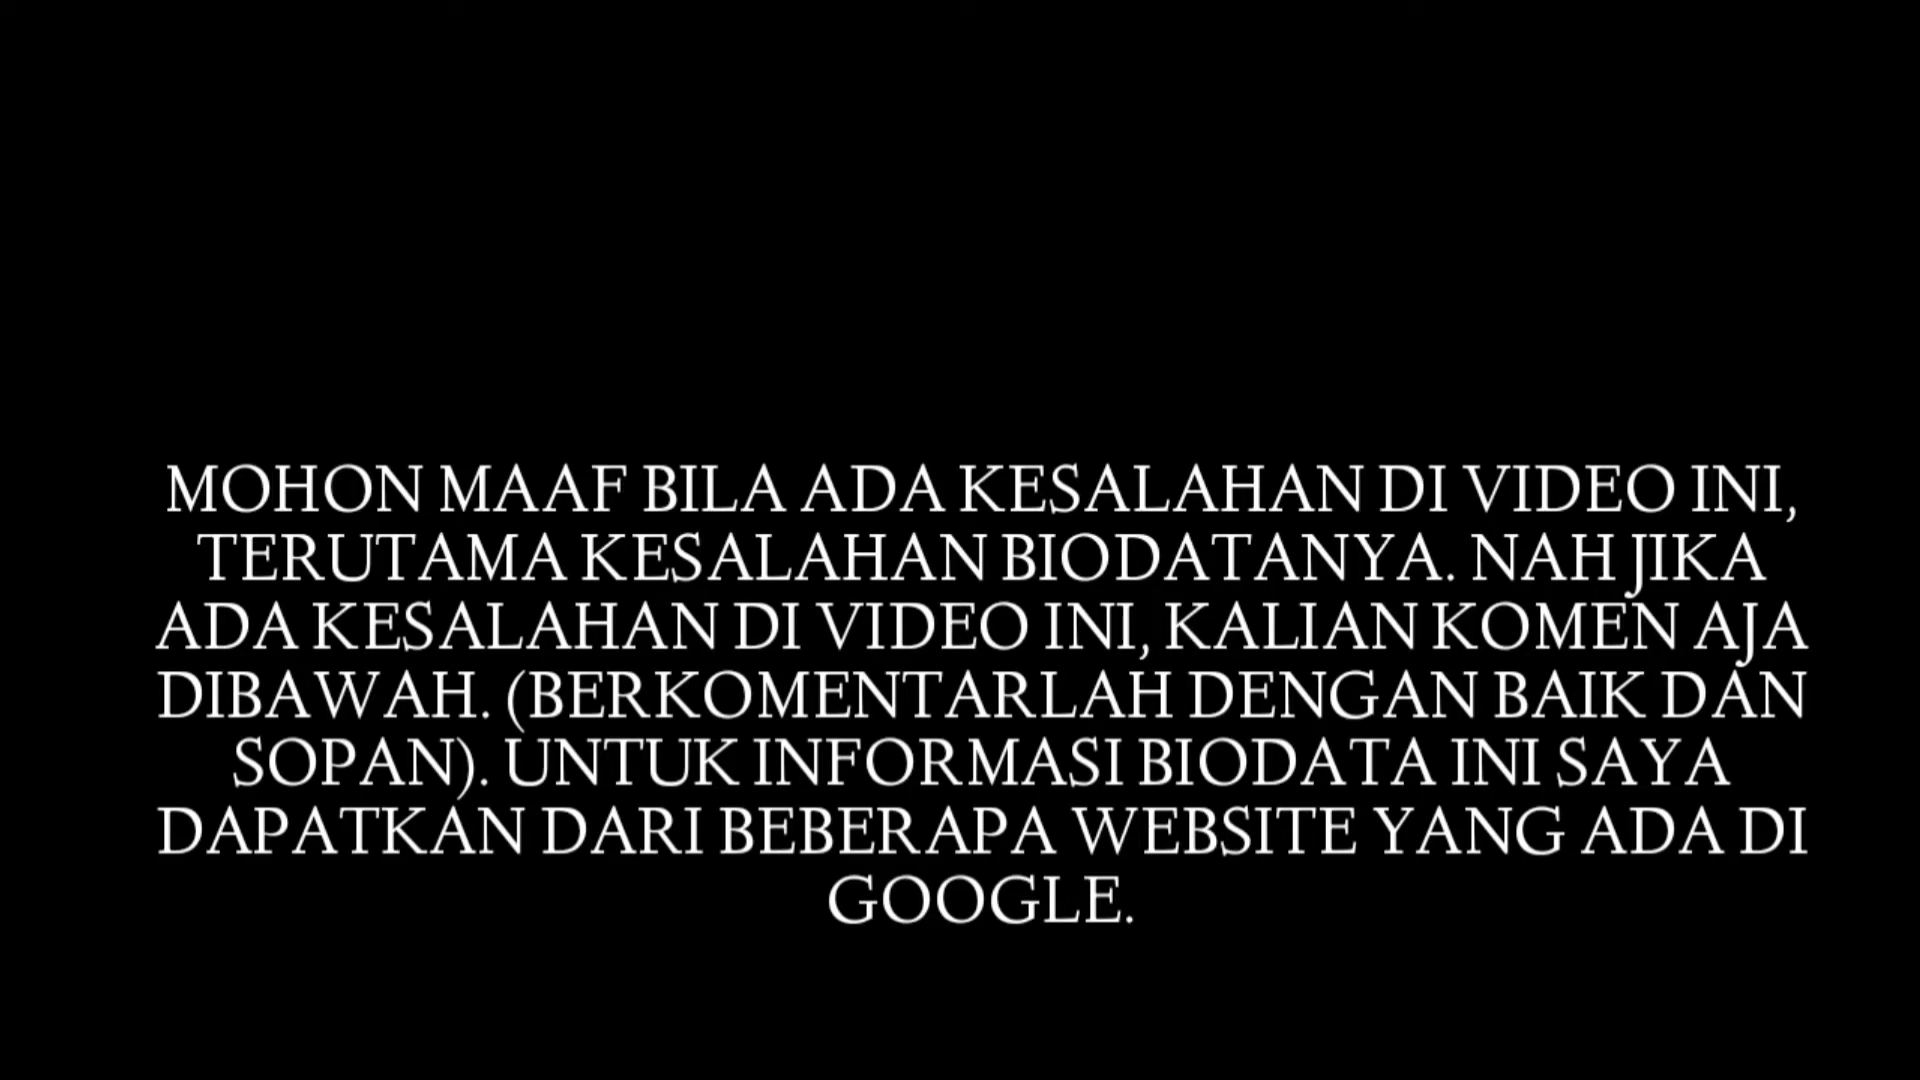 MOHON MAAF BILA ADA KESALAHAN DI VIDEO INI,
TERUTAMA KESALAHAN BIODATANYA. NAH JIKA
ADA KESALAHAN DI VIDEO INI, KALIAN KOMEN AJA
DIBAWAH. (BERKOMENTARLAH DENGAN BAIK DAN
SOPAN). UNTUK INFORMASI BIODATA INI SAYA
DAPATKAN DARI BEBERAPA WEBSITE YANG ADA DI
GOOGLE.